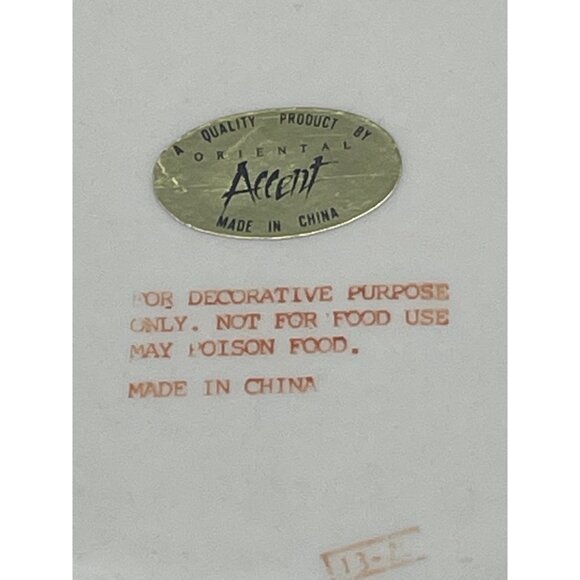 A QUALITY PRODUCT BY
ORIENTAL
Accent
MADE IN CHINA
FOR DECORATIVE PURPOSE
ONLY. NOT FOR FOOD USE
MAY POISON FOOD.
MADE IN CHINA